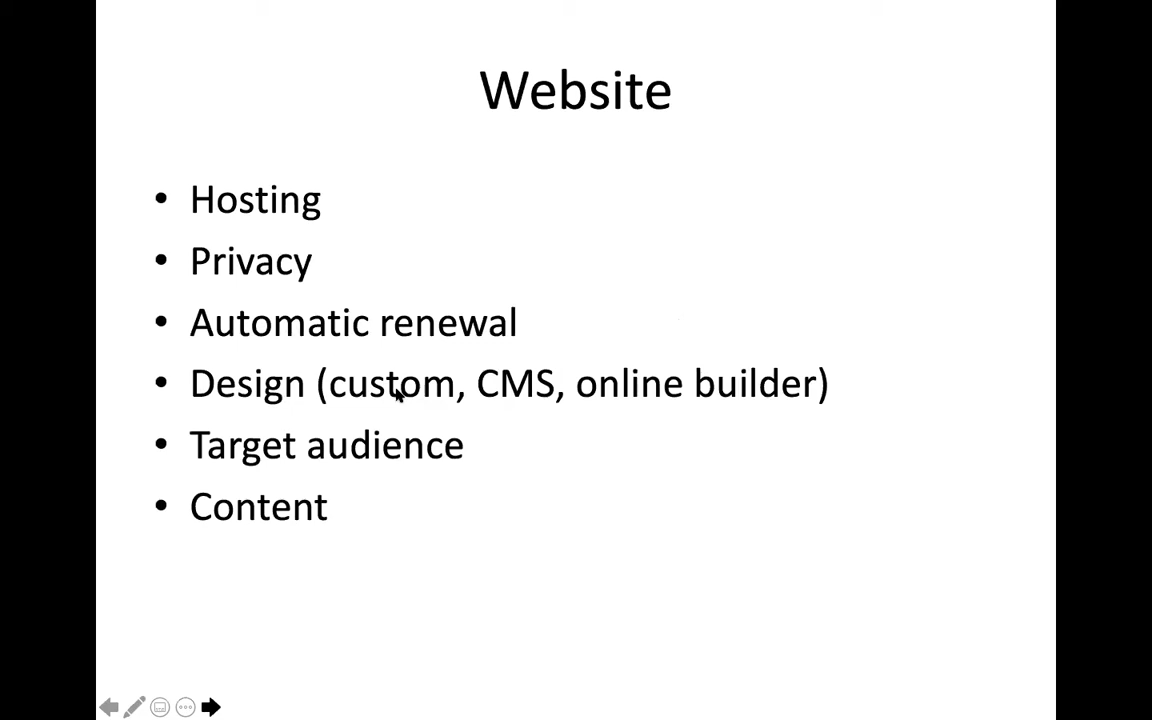 Website
• Hosting
• Privacy
• Automatic renewal
• Design (custom, CMS, online builder)
• Target audience
• Content